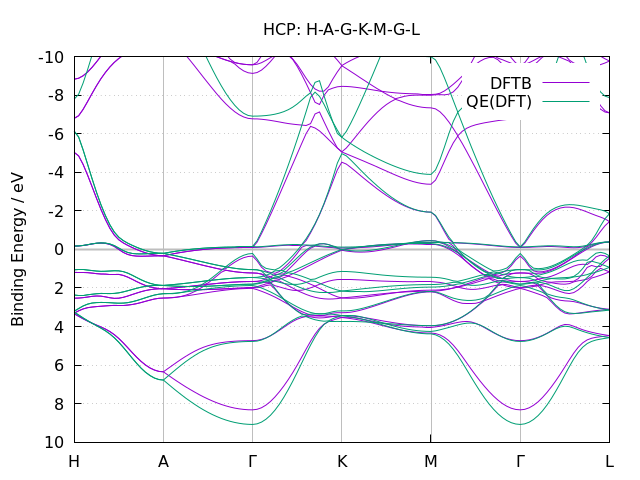 HCP: H-A-G-K-M-G-L
DFTB
QE(DFT)
Binding Energy / eV
-10
-8
-6
-4
-2
0
2
4
6
8
10
H A Γ K M Γ L